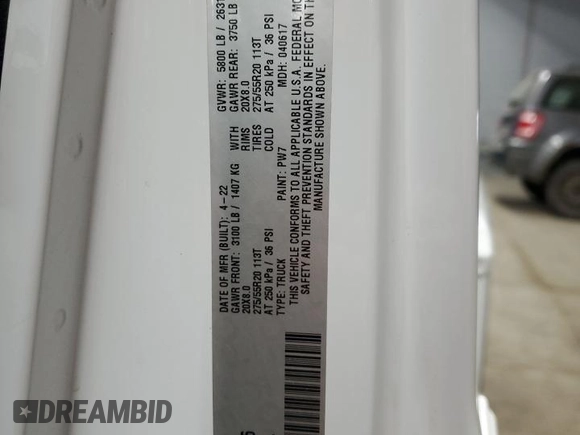 DATE OF MFR (BUILT): 4-22 GVWR: 5800 LB / 2631
GAWR FRONT: 3100 LB / 1407 KG WITH GAWR REAR: 3750 LB
20X8.0 RIMS 20X8.0
275/55R20 113T TIRES 275/55R20 113T
AT 250 kPa / 36 PSI COLD AT 250 kPa / 36 PSI
TYPE: TRUCK PAINT: PW7 MDH: 040617
THIS VEHICLE CONFORMS TO ALL APPLICABLE U.S.A. FEDERAL MO
SAFETY AND THEFT PREVENTION STANDARDS IN EFFECT ON TH
MANUFACTURE SHOWN ABOVE.
DREAMBID